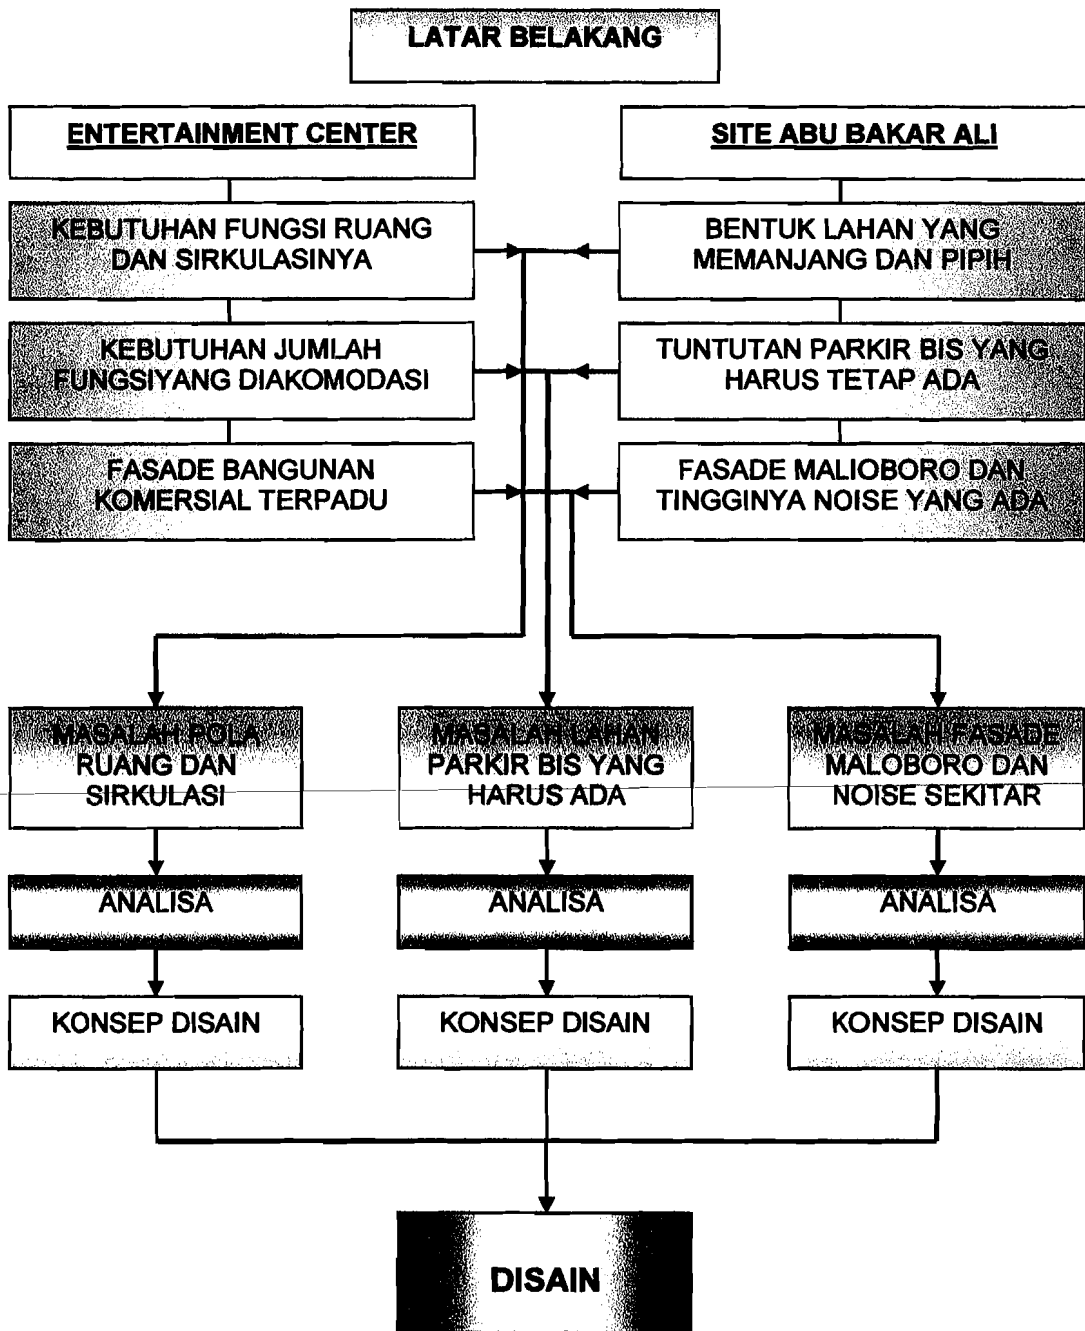 LATAR BELAKANG
ENTERTAINMENT CENTER
SITE ABU BAKAR ALI
KEBUTUHAN FUNGSI RUANG
DAN SIRKULASINYA
BENTUK LAHAN YANG
MEMANJANG DAN PIPIH
KEBUTUHAN JUMLAH
FUNGSIYANG DIAKOMODASI
TUNTUTAN PARKIR BIS YANG
HARUS TETAP ADA
FASADE BANGUNAN
KOMERSIAL TERPADU
FASADE MALIOBORO DAN
TINGGINYA NOISE YANG ADA
MASALAH POLA
RUANG DAN
SIRKULASI
MASALAH LAHAN
PARKIR BIS YANG
HARUS ADA
MASALAH FASADE
MALOBORO DAN
NOISE SEKITAR
ANALISA
ANALISA
ANALISA
KONSEP DISAIN
KONSEP DISAIN
KONSEP DISAIN
DISAIN